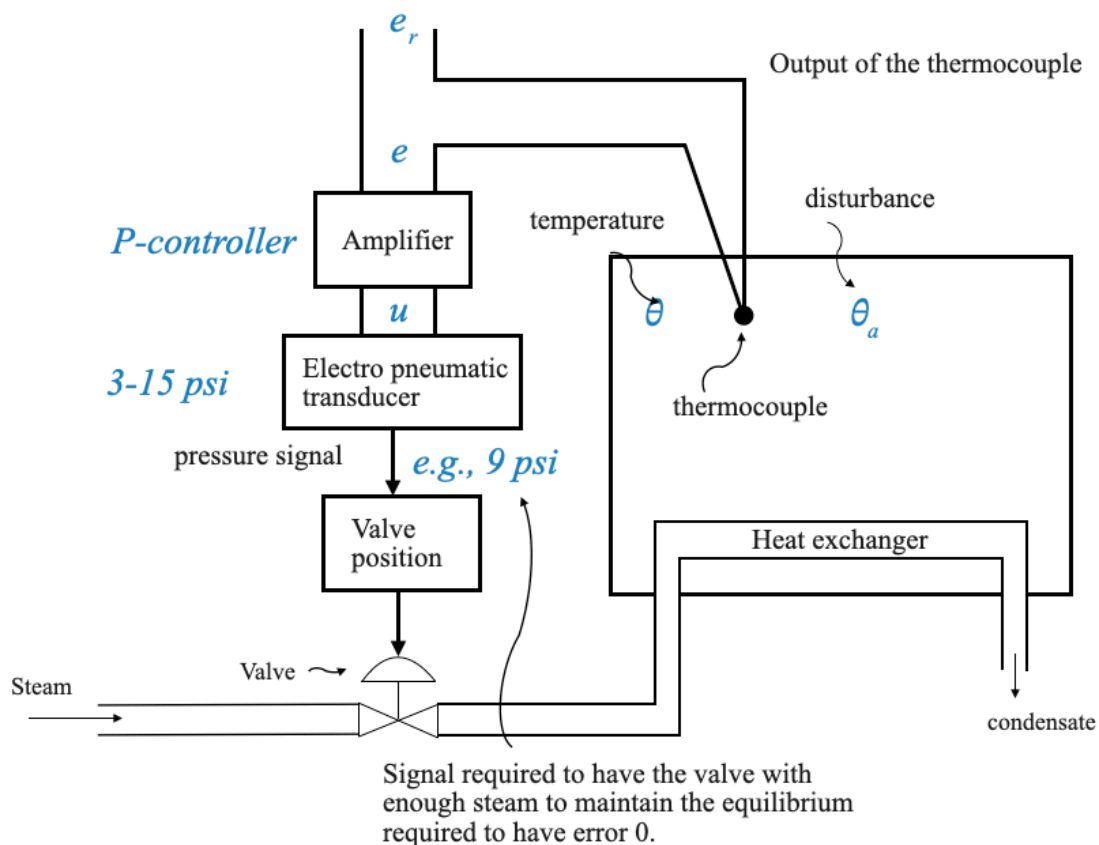 e_r
Output of the thermocouple
e
disturbance
temperature
P-controller
Amplifier
θ
θ_a
u
Electro pneumatic
transducer
3-15 psi
thermocouple
pressure signal
e.g., 9 psi
Valve
position
Heat exchanger
Valve
Steam
condensate
Signal required to have the valve with
enough steam to maintain the equilibrium
required to have error 0.